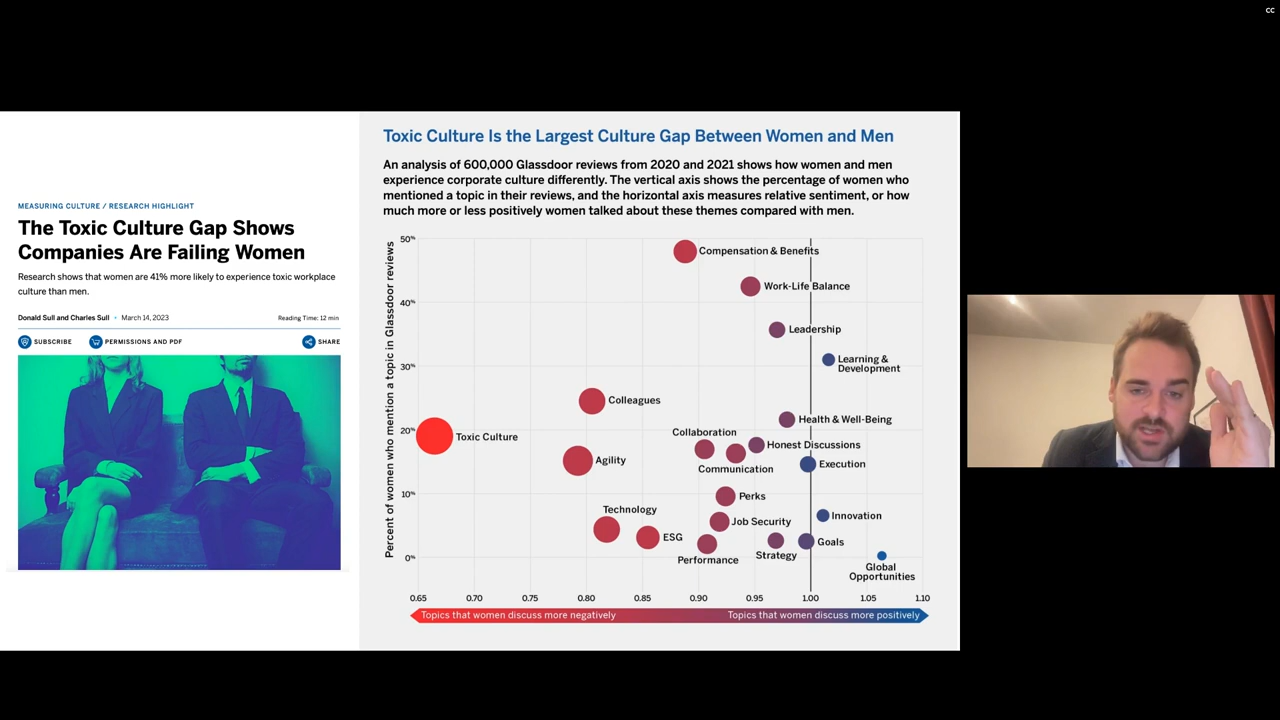 CC
MEASURING CULTURE / RESEARCH HIGHLIGHT
The Toxic Culture Gap Shows
Companies Are Failing Women
Research shows that women are 41% more likely to experience toxic workplace
culture than men.
Donald Sull and Charles Sull • March 14, 2023 Reading Time: 12 min
SUBSCRIBE PERMISSIONS AND PDF SHARE
Toxic Culture Is the Largest Culture Gap Between Women and Men
An analysis of 600,000 Glassdoor reviews from 2020 and 2021 shows how women and men
experience corporate culture differently. The vertical axis shows the percentage of women who
mentioned a topic in their reviews, and the horizontal axis measures relative sentiment, or how
much more or less positively women talked about these themes compared with men.
Percent of women who mention a topic in Glassdoor reviews
50%
Compensation & Benefits
Work-Life Balance
40%
Leadership
Learning &
Development
30%
Colleagues
Health & Well-Being
20%
Toxic Culture
Collaboration
Honest Discussions
Agility
Communication
Execution
10%
Perks
Technology
Job Security
Innovation
ESG
Performance
Strategy
Goals
0%
Global
Opportunities
0.65 0.70 0.75 0.80 0.85 0.90 0.95 1.00 1.05 1.10
Topics that women discuss more negatively
Topics that women discuss more positively